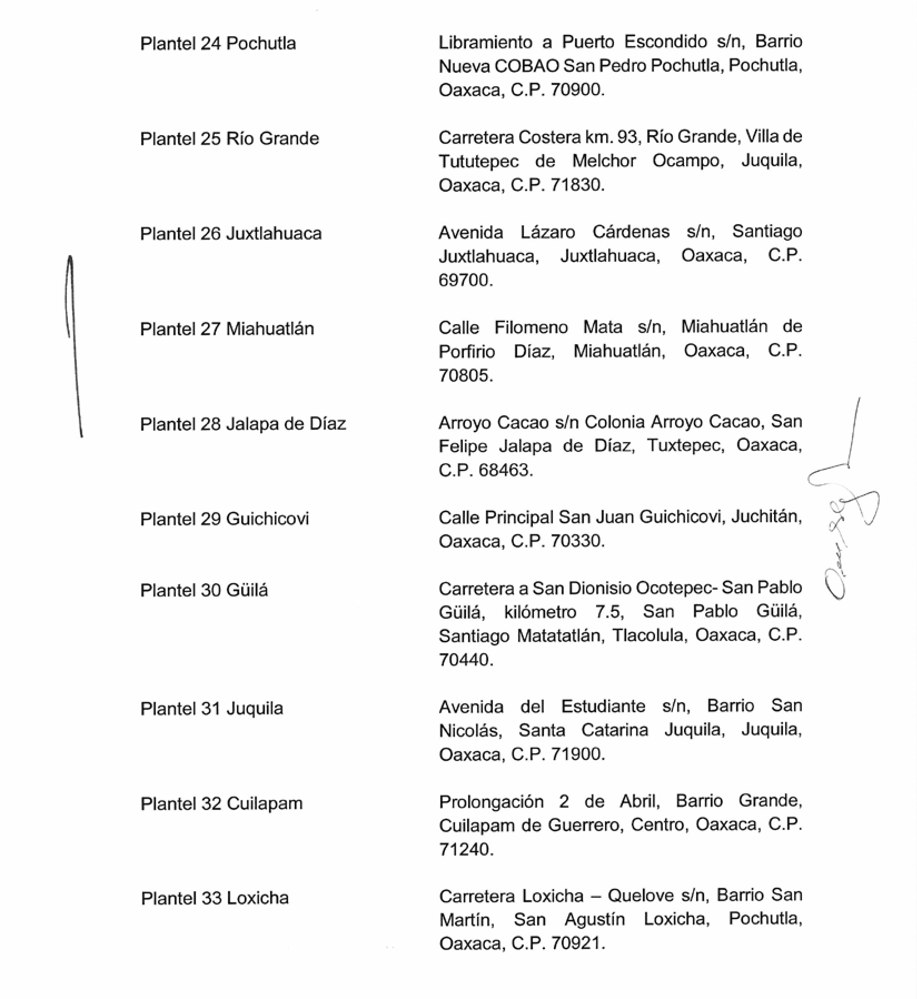 Plantel 24 Pochutla
Libramiento a Puerto Escondido s/n, Barrio
Nueva COBAO San Pedro Pochutla, Pochutla,
Oaxaca, C.P. 70900.
Plantel 25 Río Grande
Carretera Costera km. 93, Río Grande, Villa de
Tututepec de Melchor Ocampo, Juquila,
Oaxaca, C.P. 71830.
Plantel 26 Juxtlahuaca
Avenida Lázaro Cárdenas s/n, Santiago
Juxtlahuaca, Juxtlahuaca, Oaxaca, C.P.
69700.
Plantel 27 Miahuatlán
Calle Filomeno Mata s/n, Miahuatlán de
Porfirio Díaz, Miahuatlán, Oaxaca, C.P.
70805.
Plantel 28 Jalapa de Díaz
Arroyo Cacao s/n Colonia Arroyo Cacao, San
Felipe Jalapa de Díaz, Tuxtepec, Oaxaca,
C.P. 68463.
Plantel 29 Guichicovi
Calle Principal San Juan Guichicovi, Juchitán,
Oaxaca, C.P. 70330.
Plantel 30 Güilá
Carretera a San Dionisio Ocotepec- San Pablo
Güilá, kilómetro 7.5, San Pablo Güilá,
Santiago Matatatlán, Tlacolula, Oaxaca, C.P.
70440.
Plantel 31 Juquila
Avenida del Estudiante s/n, Barrio San
Nicolás, Santa Catarina Juquila, Juquila,
Oaxaca, C.P. 71900.
Plantel 32 Cuilapam
Prolongación 2 de Abril, Barrio Grande,
Cuilapam de Guerrero, Centro, Oaxaca, C.P.
71240.
Plantel 33 Loxicha
Carretera Loxicha – Quelove s/n, Barrio San
Martín, San Agustín Loxicha, Pochutla,
Oaxaca, C.P. 70921.